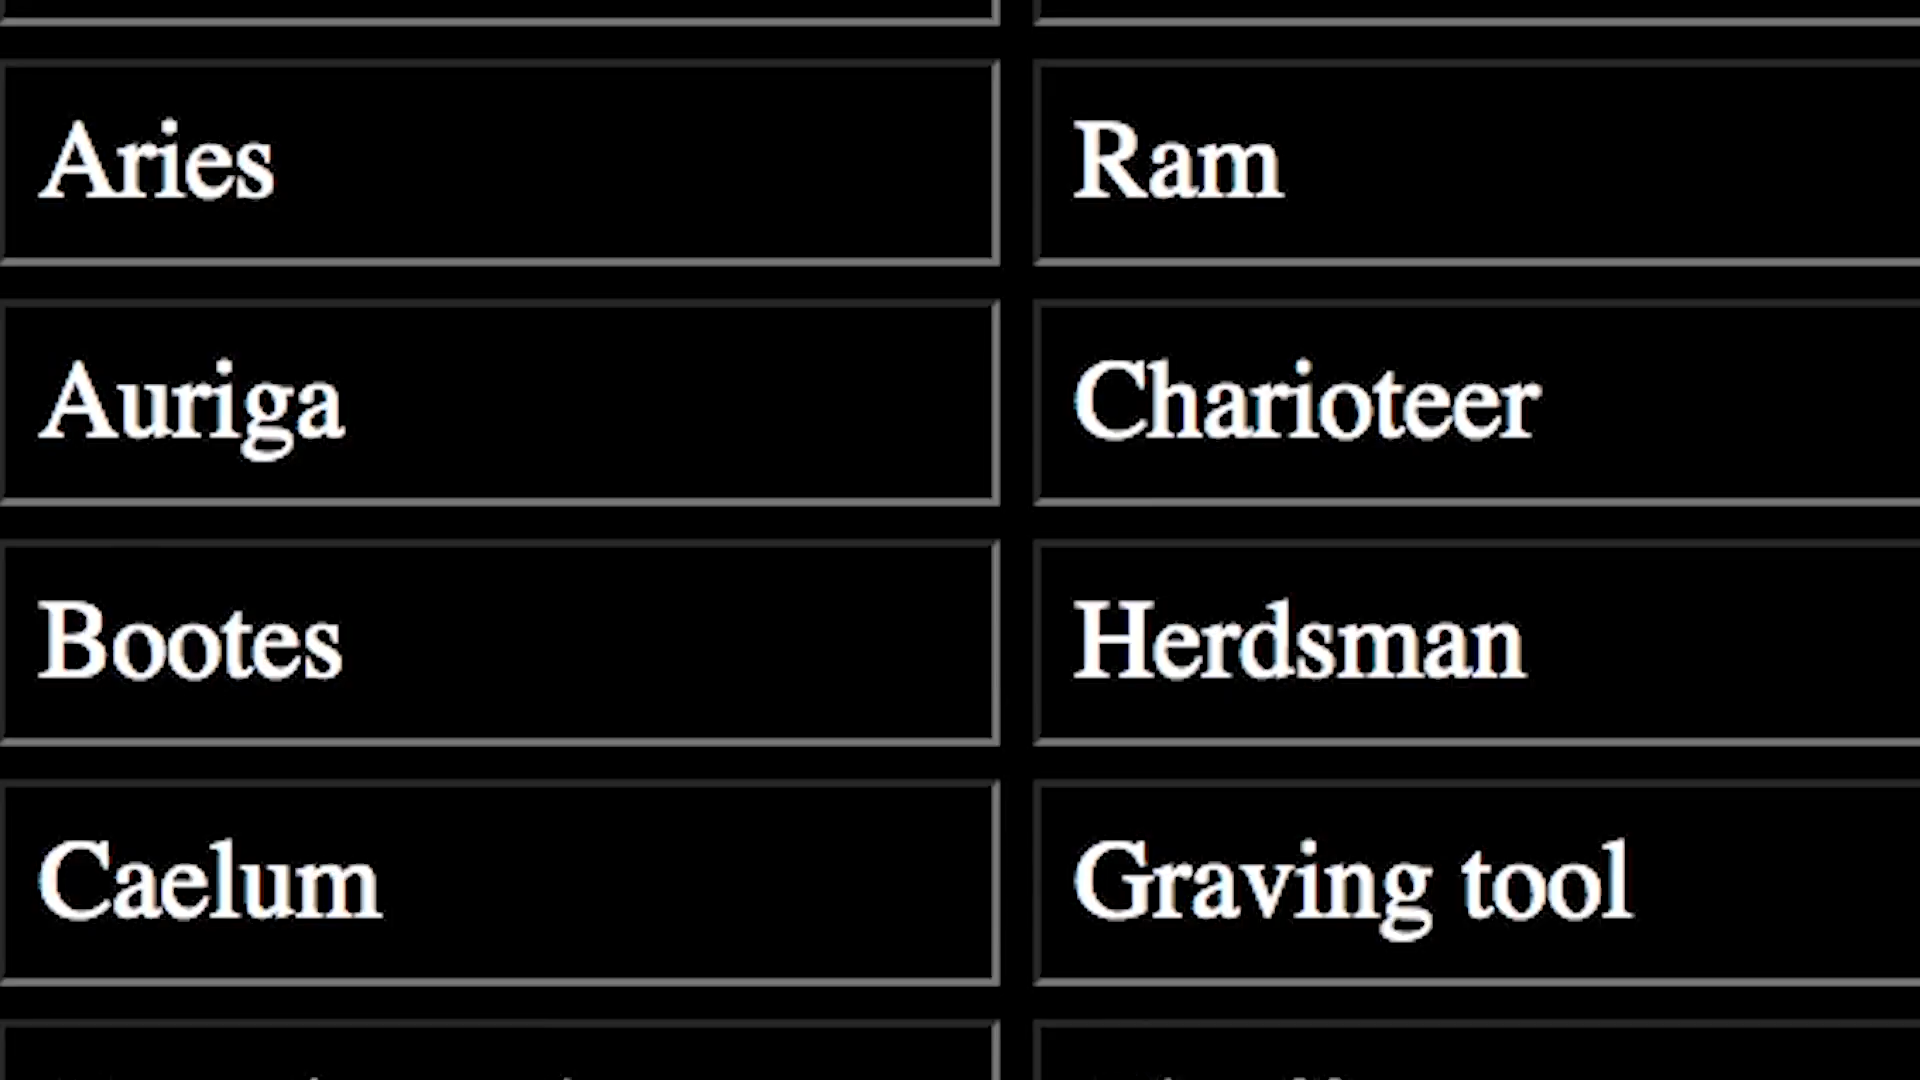 Aries Ram
Auriga Charioteer
Bootes Herdsman
Caelum Graving tool